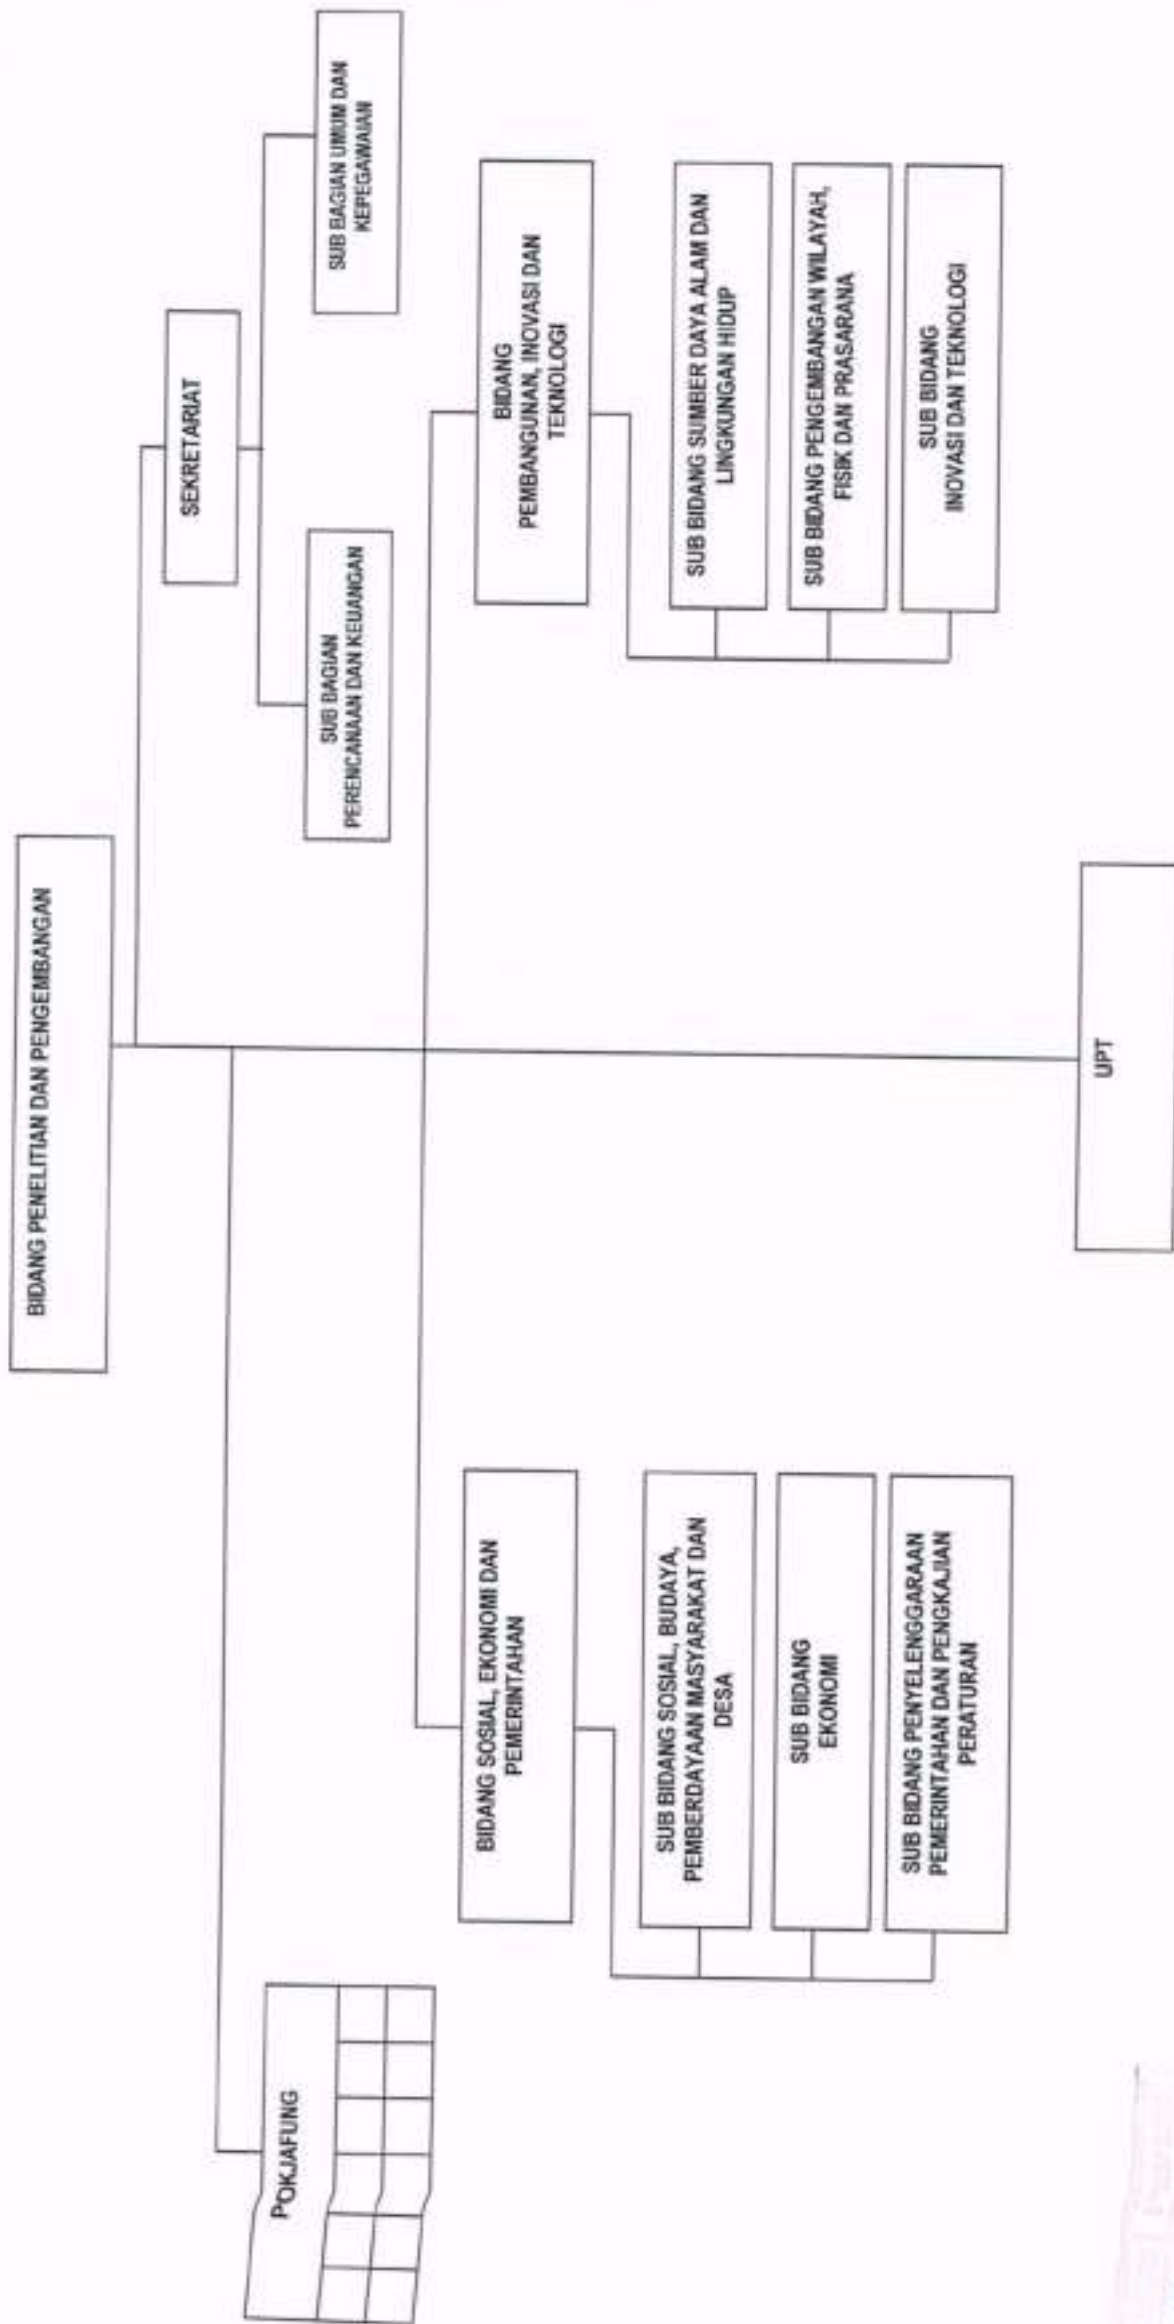 BIDANG PENELITIAN DAN PENGEMBANGAN
SEKRETARIAT
POKJAFUNG
SUB BAGIAN
PERENCANAAN DAN KEUANGAN
SUB BAGIAN UMUM DAN
KEPEGAWAIAN
BIDANG SOSIAL, EKONOMI DAN
PEMERINTAHAN
BIDANG
PEMBANGUNAN, INOVASI DAN
TEKNOLOGI
SUB BIDANG SOSIAL, BUDAYA,
PEMBERDAYAAN MASYARAKAT DAN
DESA
SUB BIDANG
EKONOMI
SUB BIDANG PENYELENGGARAAN
PEMERINTAHAN DAN PENGKAJIAN
PERATURAN
SUB BIDANG SUMBER DAYA ALAM DAN
LINGKUNGAN HIDUP
SUB BIDANG PENGEMBANGAN WILAYAH,
FISIK DAN PRASARANA
SUB BIDANG
INOVASI DAN TEKNOLOGI
UPT